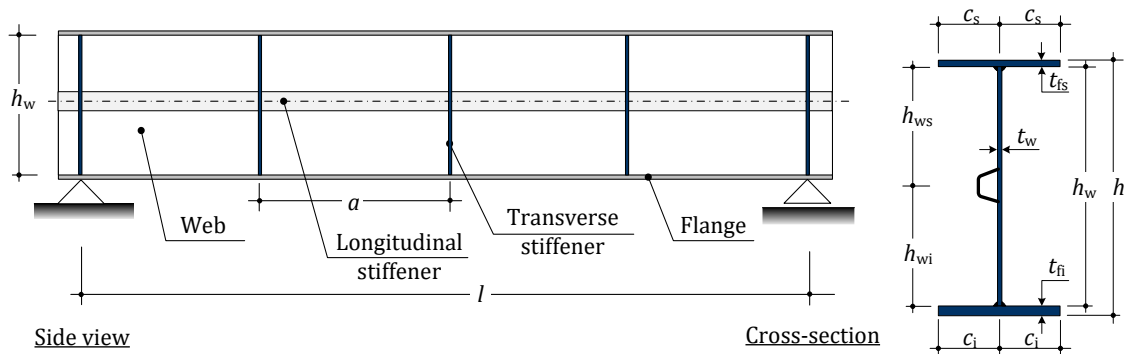 h_w
Web
a
Longitudinal
stiffener
Transverse
stiffener
Flange
l
Side view
c_s c_s
t_fs
h_ws
t_w
h_w
h
h_wi
t_fi
c_i c_i
Cross-section